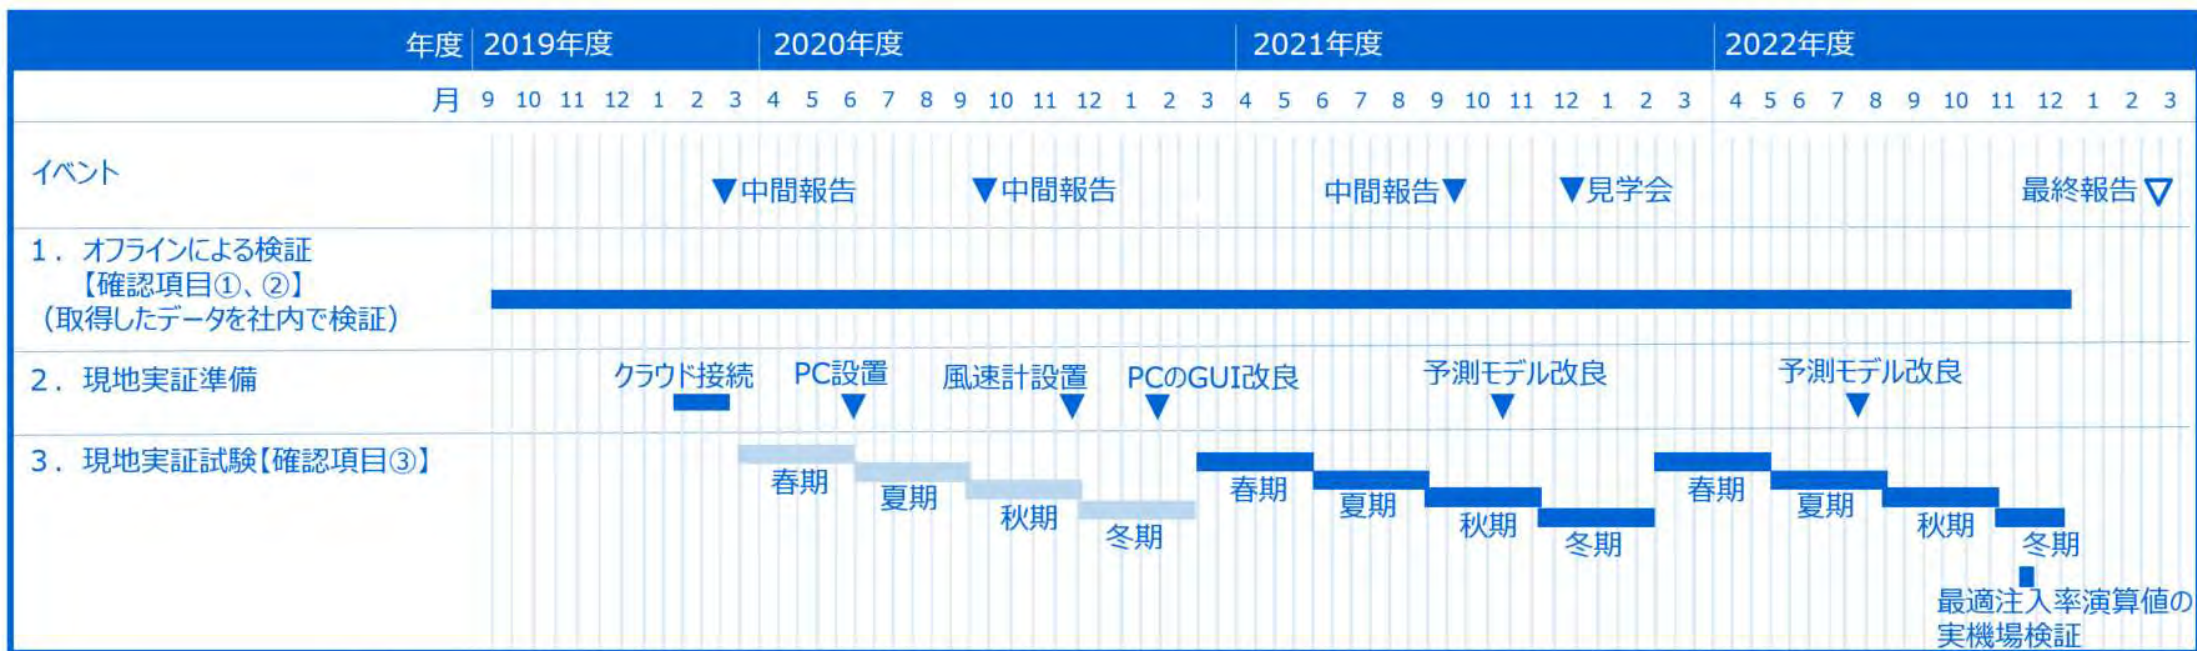 年度 2019年度 2020年度 2021年度 2022年度
月 9 10 11 12 1 2 3 4 5 6 7 8 9 10 11 12 1 2 3 4 5 6 7 8 9 10 11 12 1 2 3 4 5 6 7 8 9 10 11 12 1 2 3
イベント
▼中間報告 ▼中間報告 中間報告▼ ▼見学会 最終報告▽
1．オフラインによる検証
【確認項目①、②】
（取得したデータを社内で検証）
2．現地実証準備
クラウド接続 PC設置 風速計設置 PCのGUI改良 予測モデル改良 予測モデル改良
▼ ▼ ▼ ▼ ▼
3．現地実証試験【確認項目③】
春期 夏期 秋期 冬期 春期 夏期 秋期 冬期 春期 夏期 秋期 冬期
最適注入率演算値の
実機場検証